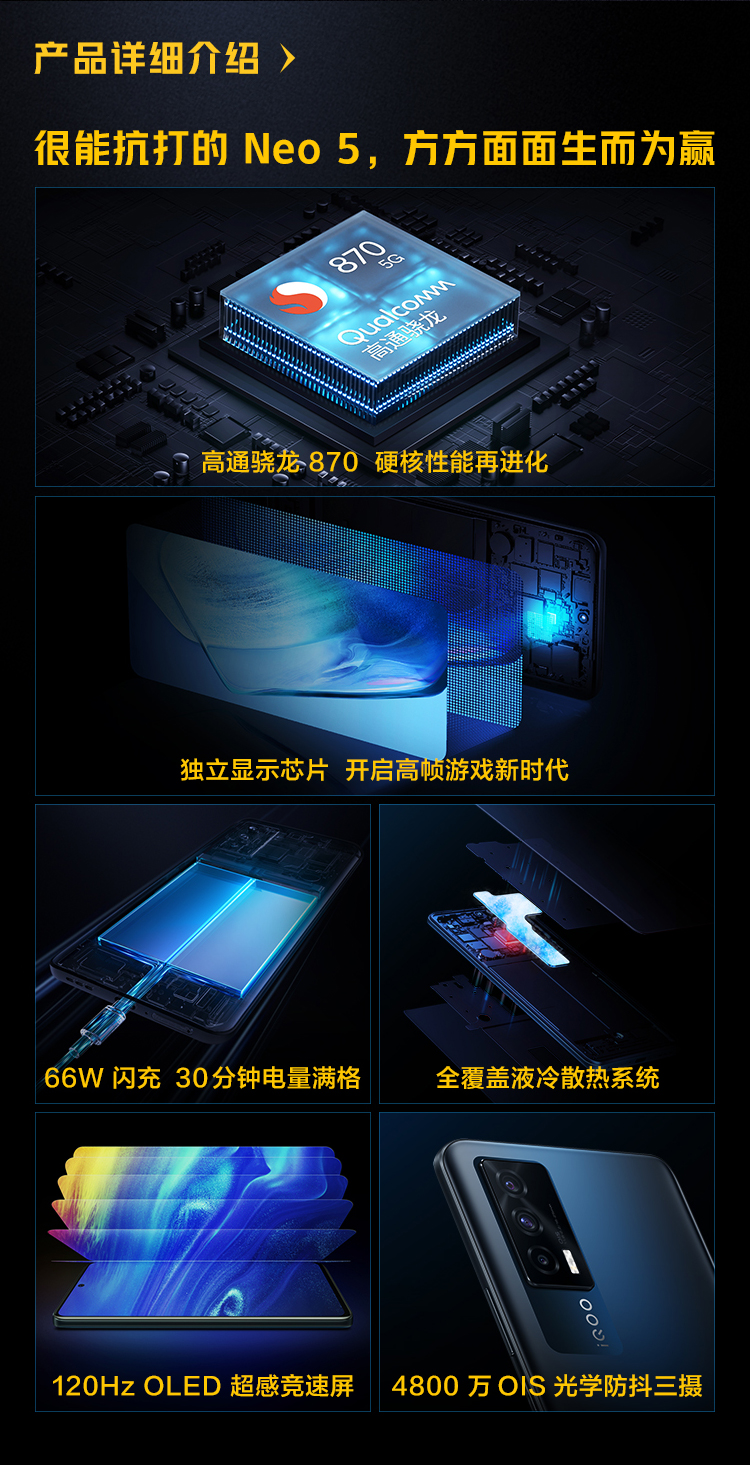 产品详细介绍
很能抗打的 Neo 5，方方面面生而为赢
870
5G
Qualcomm
高通骁龙
高通骁龙 870 硬核性能再进化
独立显示芯片 开启高帧游戏新时代
66W 闪充 30分钟电量满格
全覆盖液冷散热系统
iQOO
120Hz OLED 超感竞速屏
4800 万 OIS 光学防抖三摄